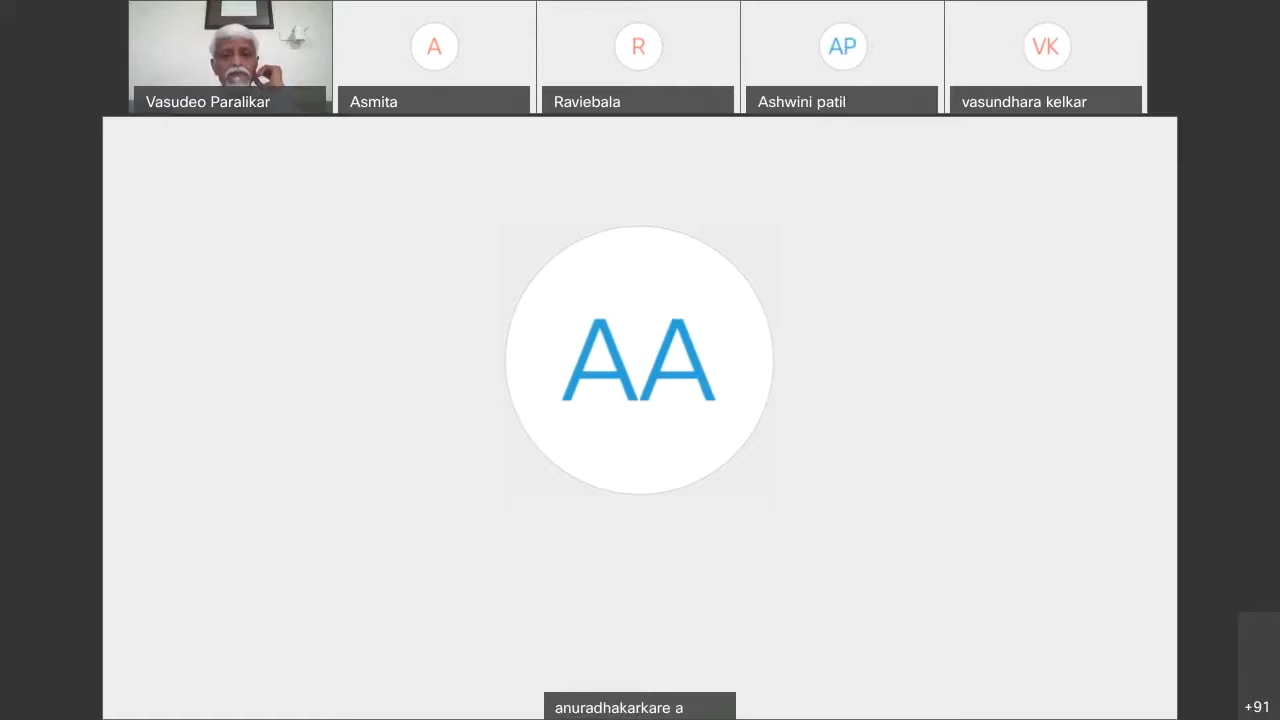 A
R
AP
VK
Vasudeo Paralikar
Asmita
Raviebala
Ashwini patil
vasundhara kelkar
AA
anuradhakarkare a
+91